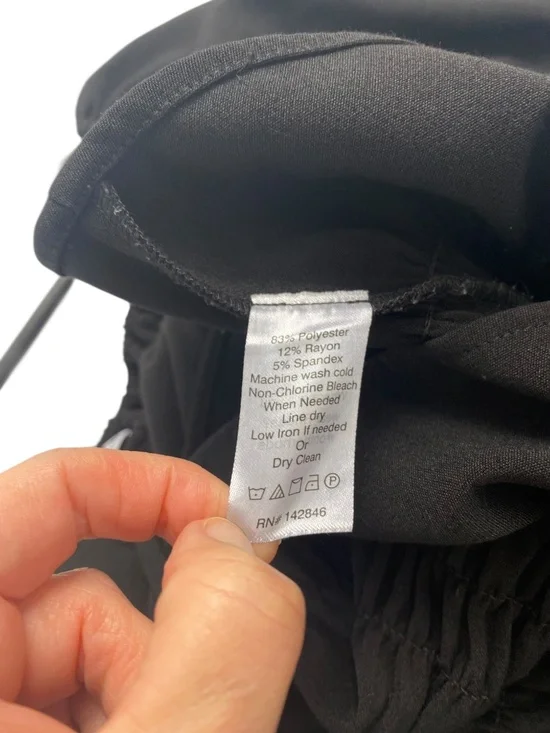 83% Polyester
12% Rayon
5% Spandex
Machine wash cold
Non-Chlorine Bleach
When Needed
Line dry
Low Iron If needed
Or
Dry Clean
P
RN# 142846